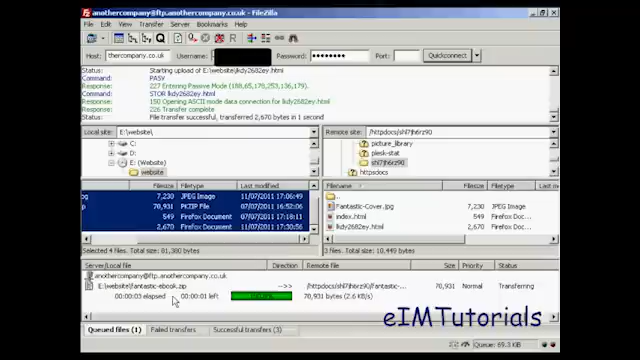 anothercompany@ftp.anothercompany.co.uk - FileZilla
File Edit View Transfer Server Bookmarks Help
Host: thercompany.co.uk Username: Password: ●●●●●●●● Port: Quickconnect
Status: Starting upload of E:\website\lkdy2682ey.html
Command: PASV
Response: 227 Entering Passive Mode (188,65,178,253,136,179).
Command: STOR lkdy2682ey.html
Response: 150 Opening ASCII mode data connection for lkdy2682ey.html
Response: 226 Transfer complete
Status: File transfer successful, transferred 2,670 bytes in 1 second
Local site: E:\website\
C:
D:
E: (Website)
website
Remote site: /httpdocs/shl7jhrz90
picture_library
plesk-stat
shl7jhrz90
httpsdocs
Filesize Filetype Last modified
7,230 JPEG Image 11/07/2011 17:06:49
70,931 PKZIP File 11/07/2011 16:52:06
549 Firefox Document 11/07/2011 17:18:11
2,670 Firefox Document 11/07/2011 17:30:56
Selected 4 files. Total size: 81,380 bytes
Filename Filesize Filetype
..
Fantastic-Cover.jpg 7,230 JPEG Image
index.html 549 Firefox Docum...
lkdy2682ey.html 2,670 Firefox Docum...
3 files. Total size: 10,449 bytes
Server/Local file Direction Remote file Size Priority Status
anothercompany@ftp.anothercompany.co.uk
E:\website\fantastic-ebook.zip -->> /httpdocs/shl7jhrz90/fantastic-... 70,931 Normal Transferring
00:00:03 elapsed 00:00:01 left 70,931 bytes (2.6 KB/s)
eIMTutorials
Queued files (1) Failed transfers Successful transfers (3)
Queue: 69.3 KiB